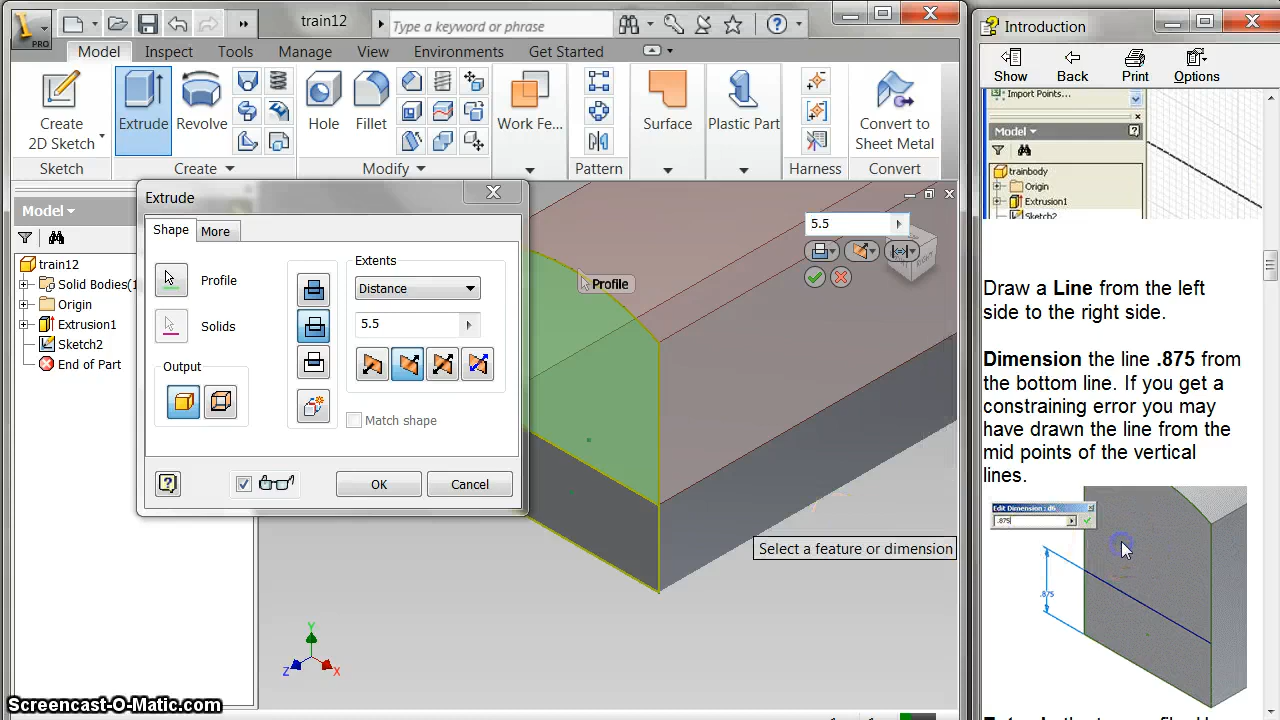 PRO
train12
Type a keyword or phrase
Model
Inspect
Tools
Manage
View
Environments
Get Started
Create
2D Sketch
Extrude
Revolve
Hole
Fillet
Work Fe...
Surface
Plastic Part
Convert to
Sheet Metal
Sketch
Create
Modify
Pattern
Harness
Convert
Model
train12
Solid Bodies(1
Origin
Extrusion1
Sketch2
End of Part
Extrude
Shape
More
Profile
Solids
Output
Extents
Distance
5.5
Match shape
OK
Cancel
5.5
RIGHT
Profile
Select a feature or dimension
Y
Z
X
Screencast-O-Matic.com
Introduction
Show
Back
Print
Options
Import Points...
Model
trainbody
Origin
Extrusion1
Sketch2
Draw a Line from the left
side to the right side.
Dimension the line .875 from
the bottom line. If you get a
constraining error you may
have drawn the line from the
mid points of the vertical
lines.
Edit Dimension : d6
.875
.875